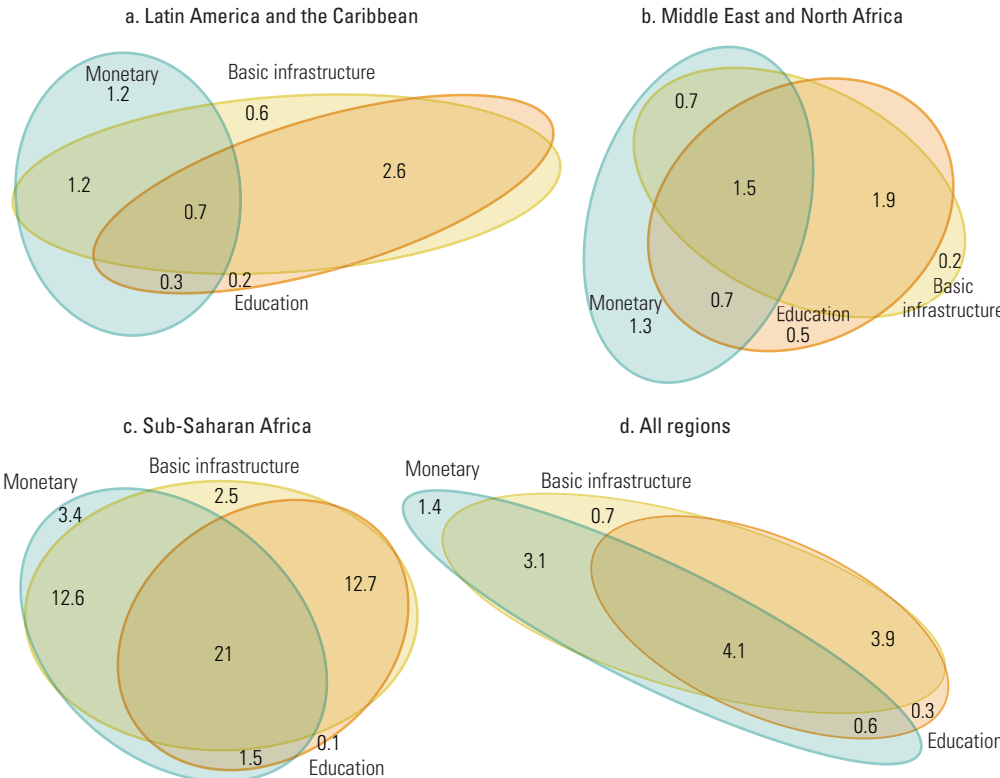 a. Latin America and the Caribbean
Monetary
1.2
Basic infrastructure
0.6
1.2
2.6
0.7
0.3
0.2
Education
b. Middle East and North Africa
0.7
1.5
1.9
0.2
Basic
infrastructure
Monetary
1.3
0.7
Education
0.5
c. Sub-Saharan Africa
Monetary
3.4
Basic infrastructure
2.5
12.6
12.7
21
1.5
0.1
Education
d. All regions
Monetary
1.4
Basic infrastructure
0.7
3.1
4.1
3.9
0.6
0.3
Education